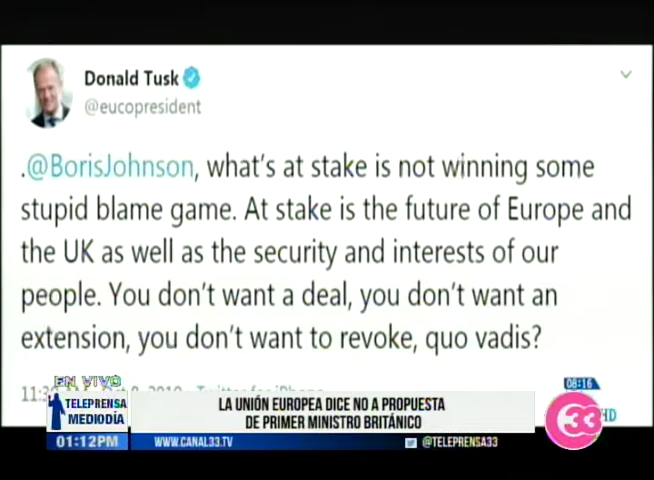 Donald Tusk
@eucopresident
.@BorisJohnson, what's at stake is not winning some
stupid blame game. At stake is the future of Europe and
the UK as well as the security and interests of our
people. You don't want a deal, you don't want an
extension, you don't want to revoke, quo vadis?
EN VIVO
08:16
TELEPRENSA
MEDIODÍA
LA UNIÓN EUROPEA DICE NO A PROPUESTA
DE PRIMER MINISTRO BRITÁNICO
33
HD
01:12PM
WWW.CANAL33.TV
@TELEPRENSA33